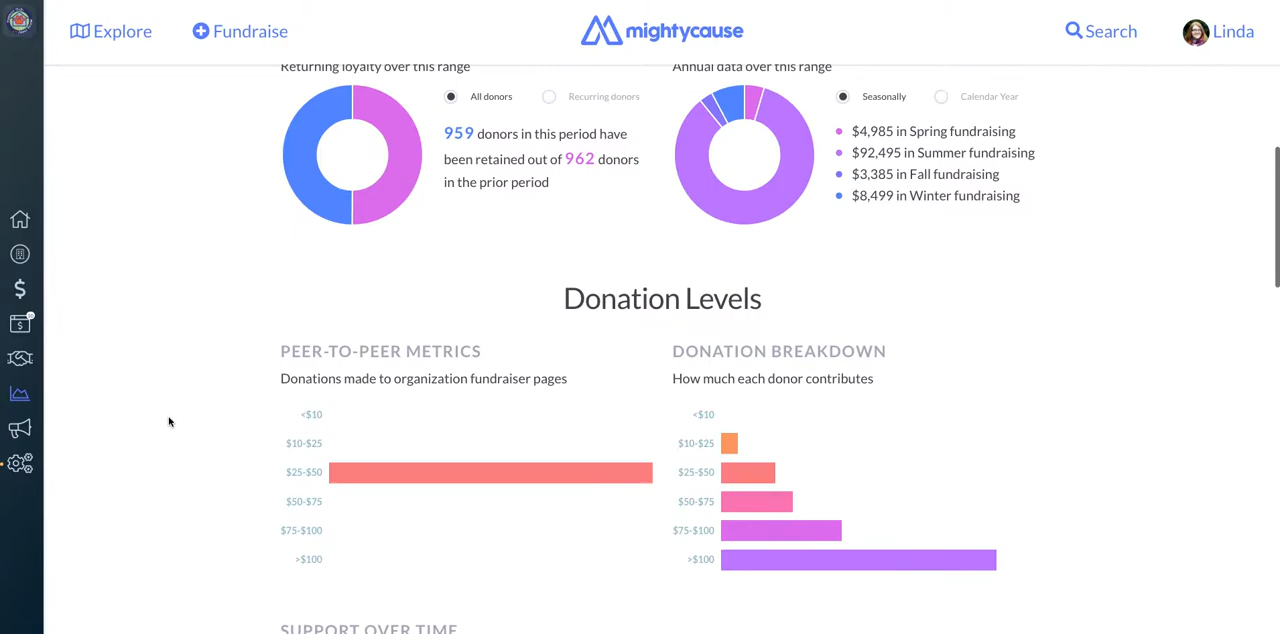 Explore
Fundraise
mightycause
Search
Linda
Returning loyalty over this range
All donors
Recurring donors
959 donors in this period have
been retained out of 962 donors
in the prior period
Annual data over this range
Seasonally
Calendar Year
$4,985 in Spring fundraising
$92,495 in Summer fundraising
$3,385 in Fall fundraising
$8,499 in Winter fundraising
Donation Levels
PEER-TO-PEER METRICS
Donations made to organization fundraiser pages
<$10
$10-$25
$25-$50
$50-$75
$75-$100
>$100
DONATION BREAKDOWN
How much each donor contributes
<$10
$10-$25
$25-$50
$50-$75
$75-$100
>$100
SUPPORT OVER TIME